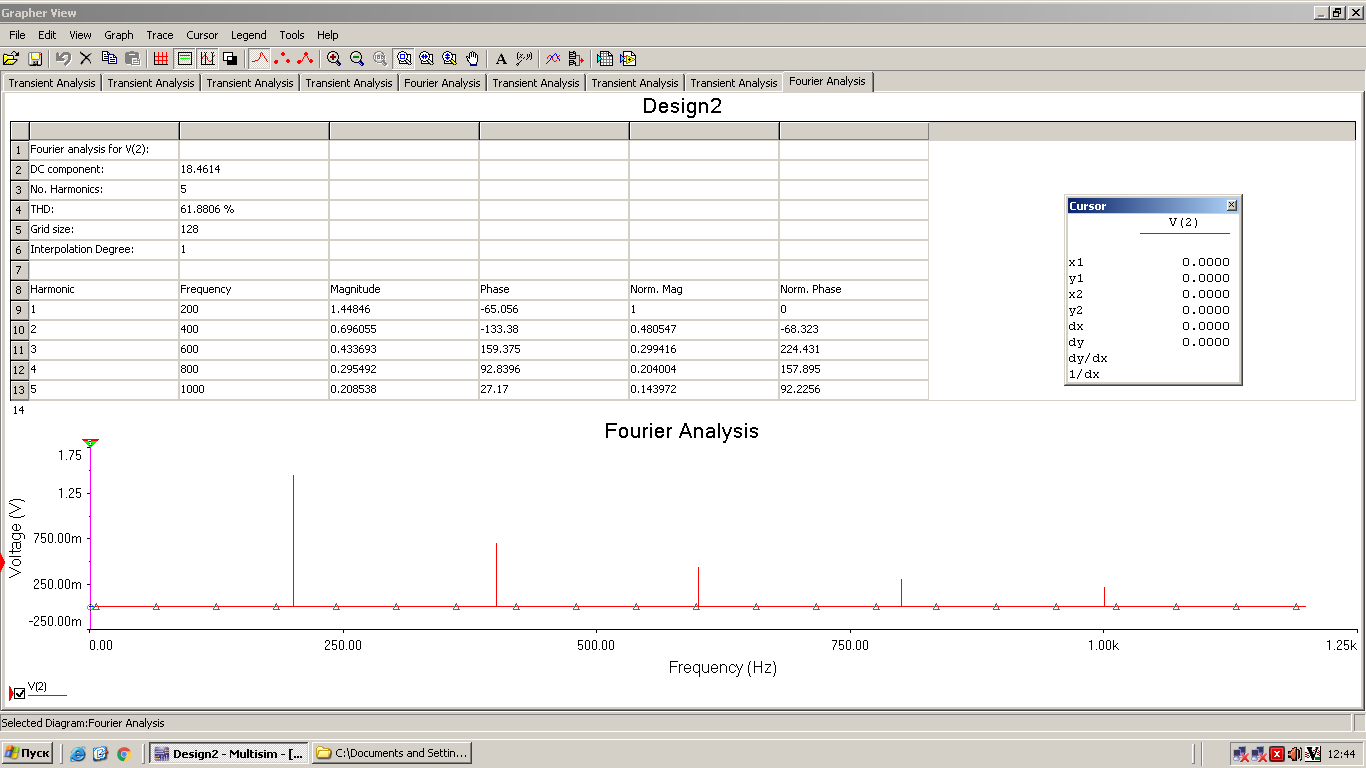 Grapher View
File Edit View Graph Trace Cursor Legend Tools Help
Transient Analysis Transient Analysis Transient Analysis Transient Analysis Fourier Analysis Transient Analysis Transient Analysis Transient Analysis Fourier Analysis
Design2
1 Fourier analysis for V(2):
2 DC component: 18.4614
3 No. Harmonics: 5
4 THD: 61.8806 %
5 Grid size: 128
6 Interpolation Degree: 1
7
8 Harmonic Frequency Magnitude Phase Norm. Mag Norm. Phase
9 1 200 1.44846 -65.056 1 0
10 2 400 0.696055 -133.38 0.480547 -68.323
11 3 600 0.433693 159.375 0.299416 224.431
12 4 800 0.295492 92.8396 0.204004 157.895
13 5 1000 0.208538 27.17 0.143972 92.2256
14
Cursor
V(2)
x1 0.0000
y1 0.0000
x2 0.0000
y2 0.0000
dx 0.0000
dy 0.0000
dy/dx
1/dx
Fourier Analysis
Voltage (V)
1.75
1.25
750.00m
250.00m
-250.00m
0.00 250.00 500.00 750.00 1.00k 1.25k
Frequency (Hz)
V(2)
Selected Diagram:Fourier Analysis
Пуск Design2 - Multisim - [... C:\Documents and Settin... 12:44